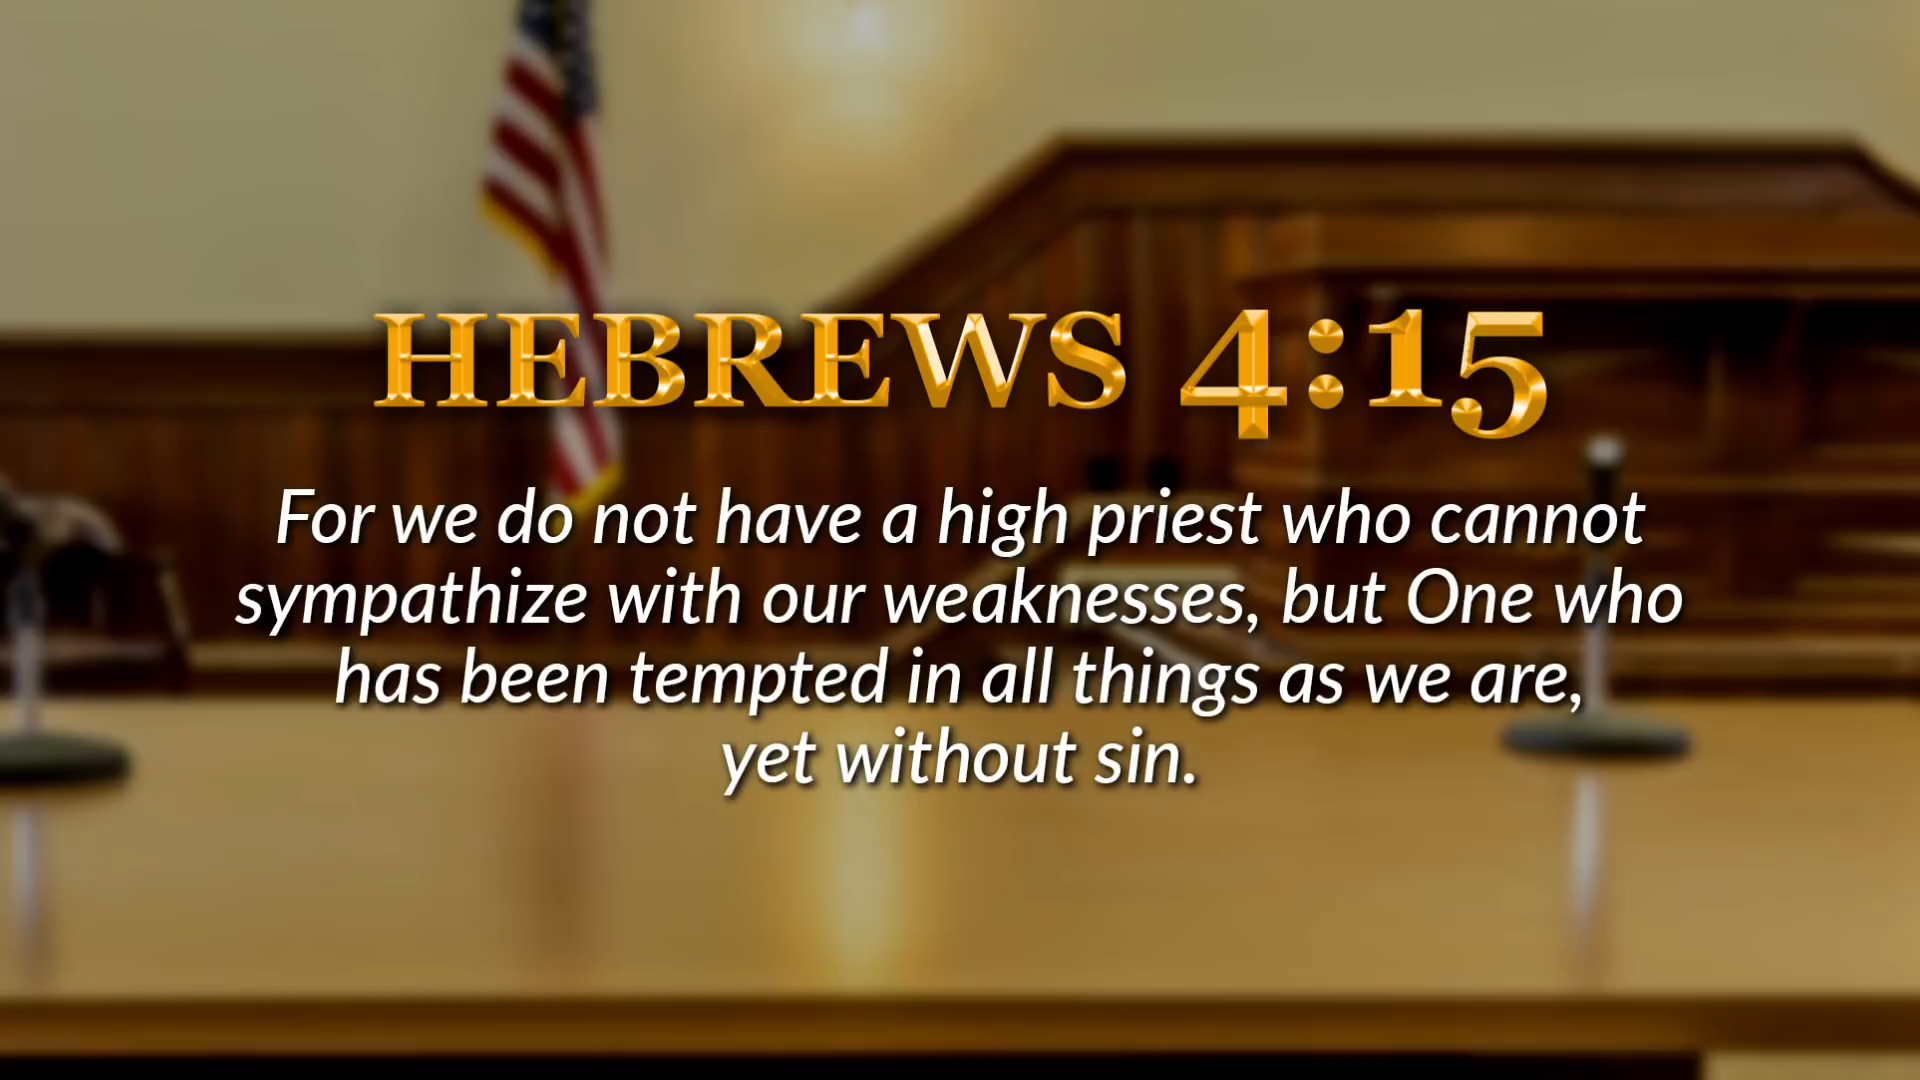 HEBREWS 4:15
For we do not have a high priest who cannot
sympathize with our weaknesses, but One who
has been tempted in all things as we are,
yet without sin.